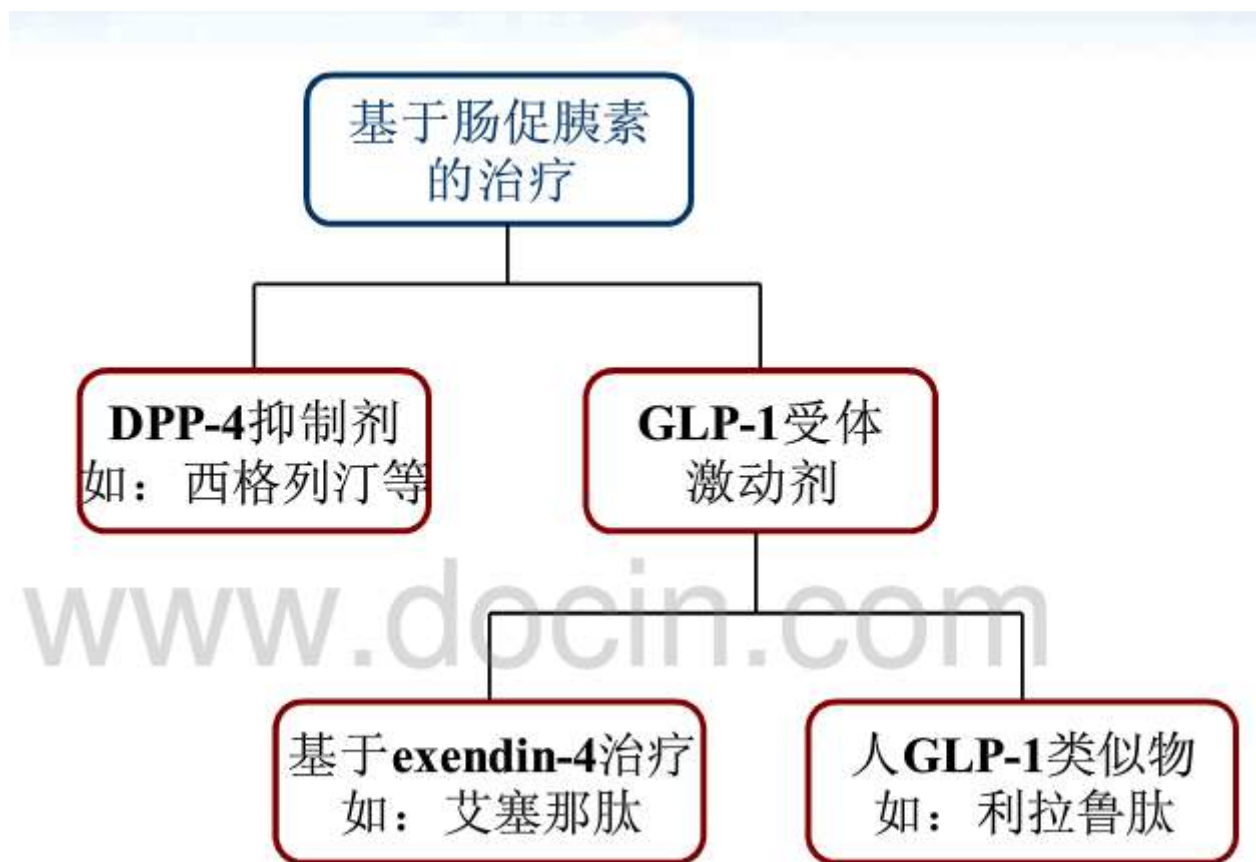 基于肠促胰素
的治疗
DPP-4抑制剂
如：西格列汀等
GLP-1受体
激动剂
www.docin.com
基于exendin-4治疗
如：艾塞那肽
人GLP-1类似物
如：利拉鲁肽